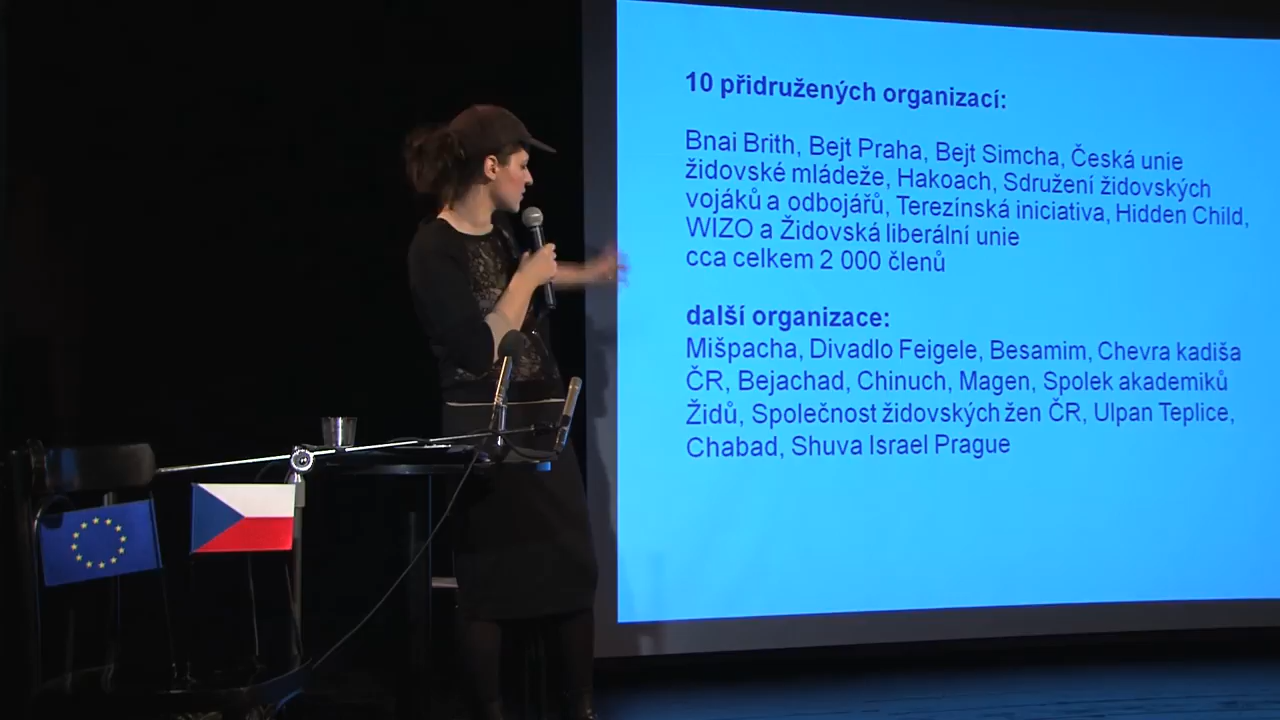 10 přidružených organizací:
Bnai Brith, Bejt Praha, Bejt Simcha, Česká unie
židovské mládeže, Hakoach, Sdružení židovských
vojáků a odbojářů, Terezínská iniciativa, Hidden Child,
WIZO a Židovská liberální unie
cca celkem 2 000 členů
další organizace:
Mišpacha, Divadlo Feigele, Besamim, Chevra kadiša
ČR, Bejachad, Chinuch, Magen, Spolek akademiků
Židů, Společnost židovských žen ČR, Ulpan Teplice,
Chabad, Shuva Israel Prague